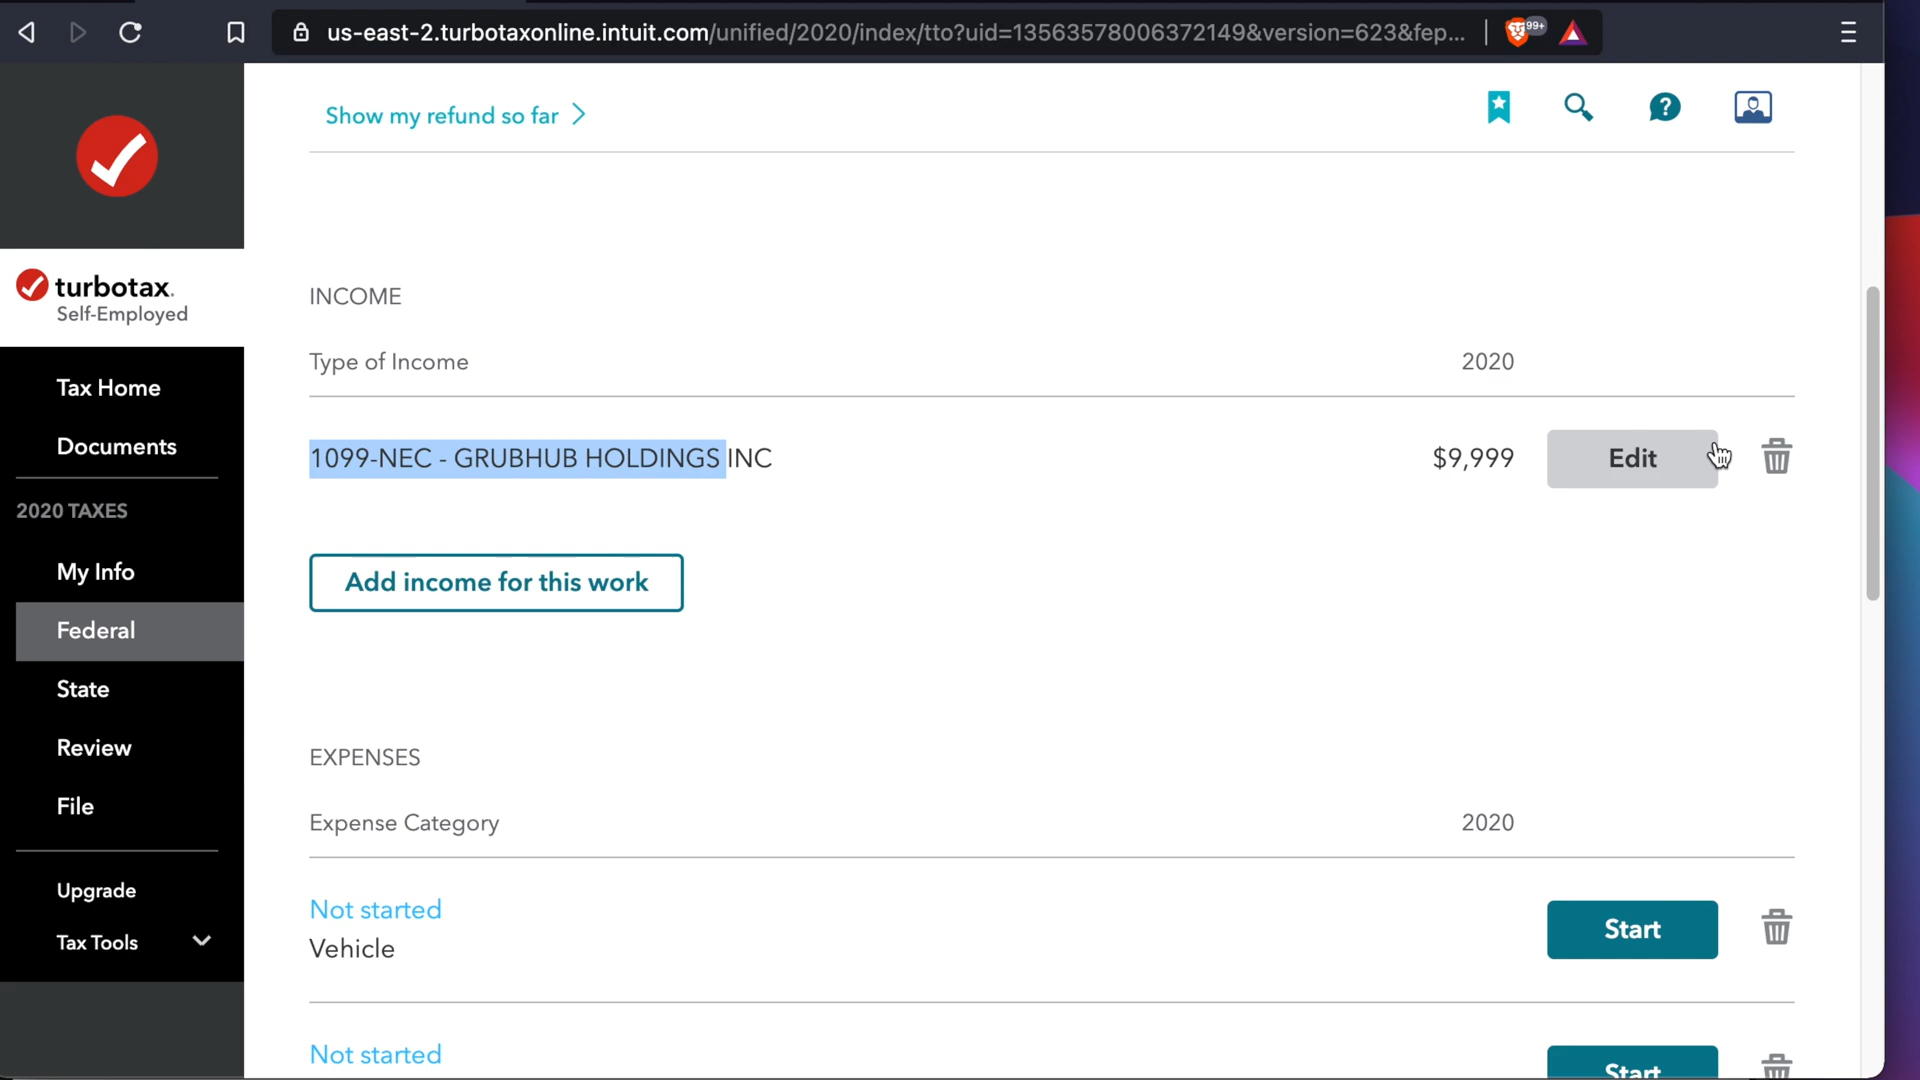 us-east-2.turbotaxonline.intuit.com/unified/2020/index/tto?uid=13563578006372149&version=623&fep...
99+
Show my refund so far
?
turbotax.
Self-Employed
Tax Home
Documents
2020 TAXES
My Info
Federal
State
Review
File
Upgrade
Tax Tools
INCOME
Type of Income 2020
1099-NEC - GRUBHUB HOLDINGS INC $9,999 Edit
Add income for this work
EXPENSES
Expense Category 2020
Not started
Vehicle
Start
Not started
Start